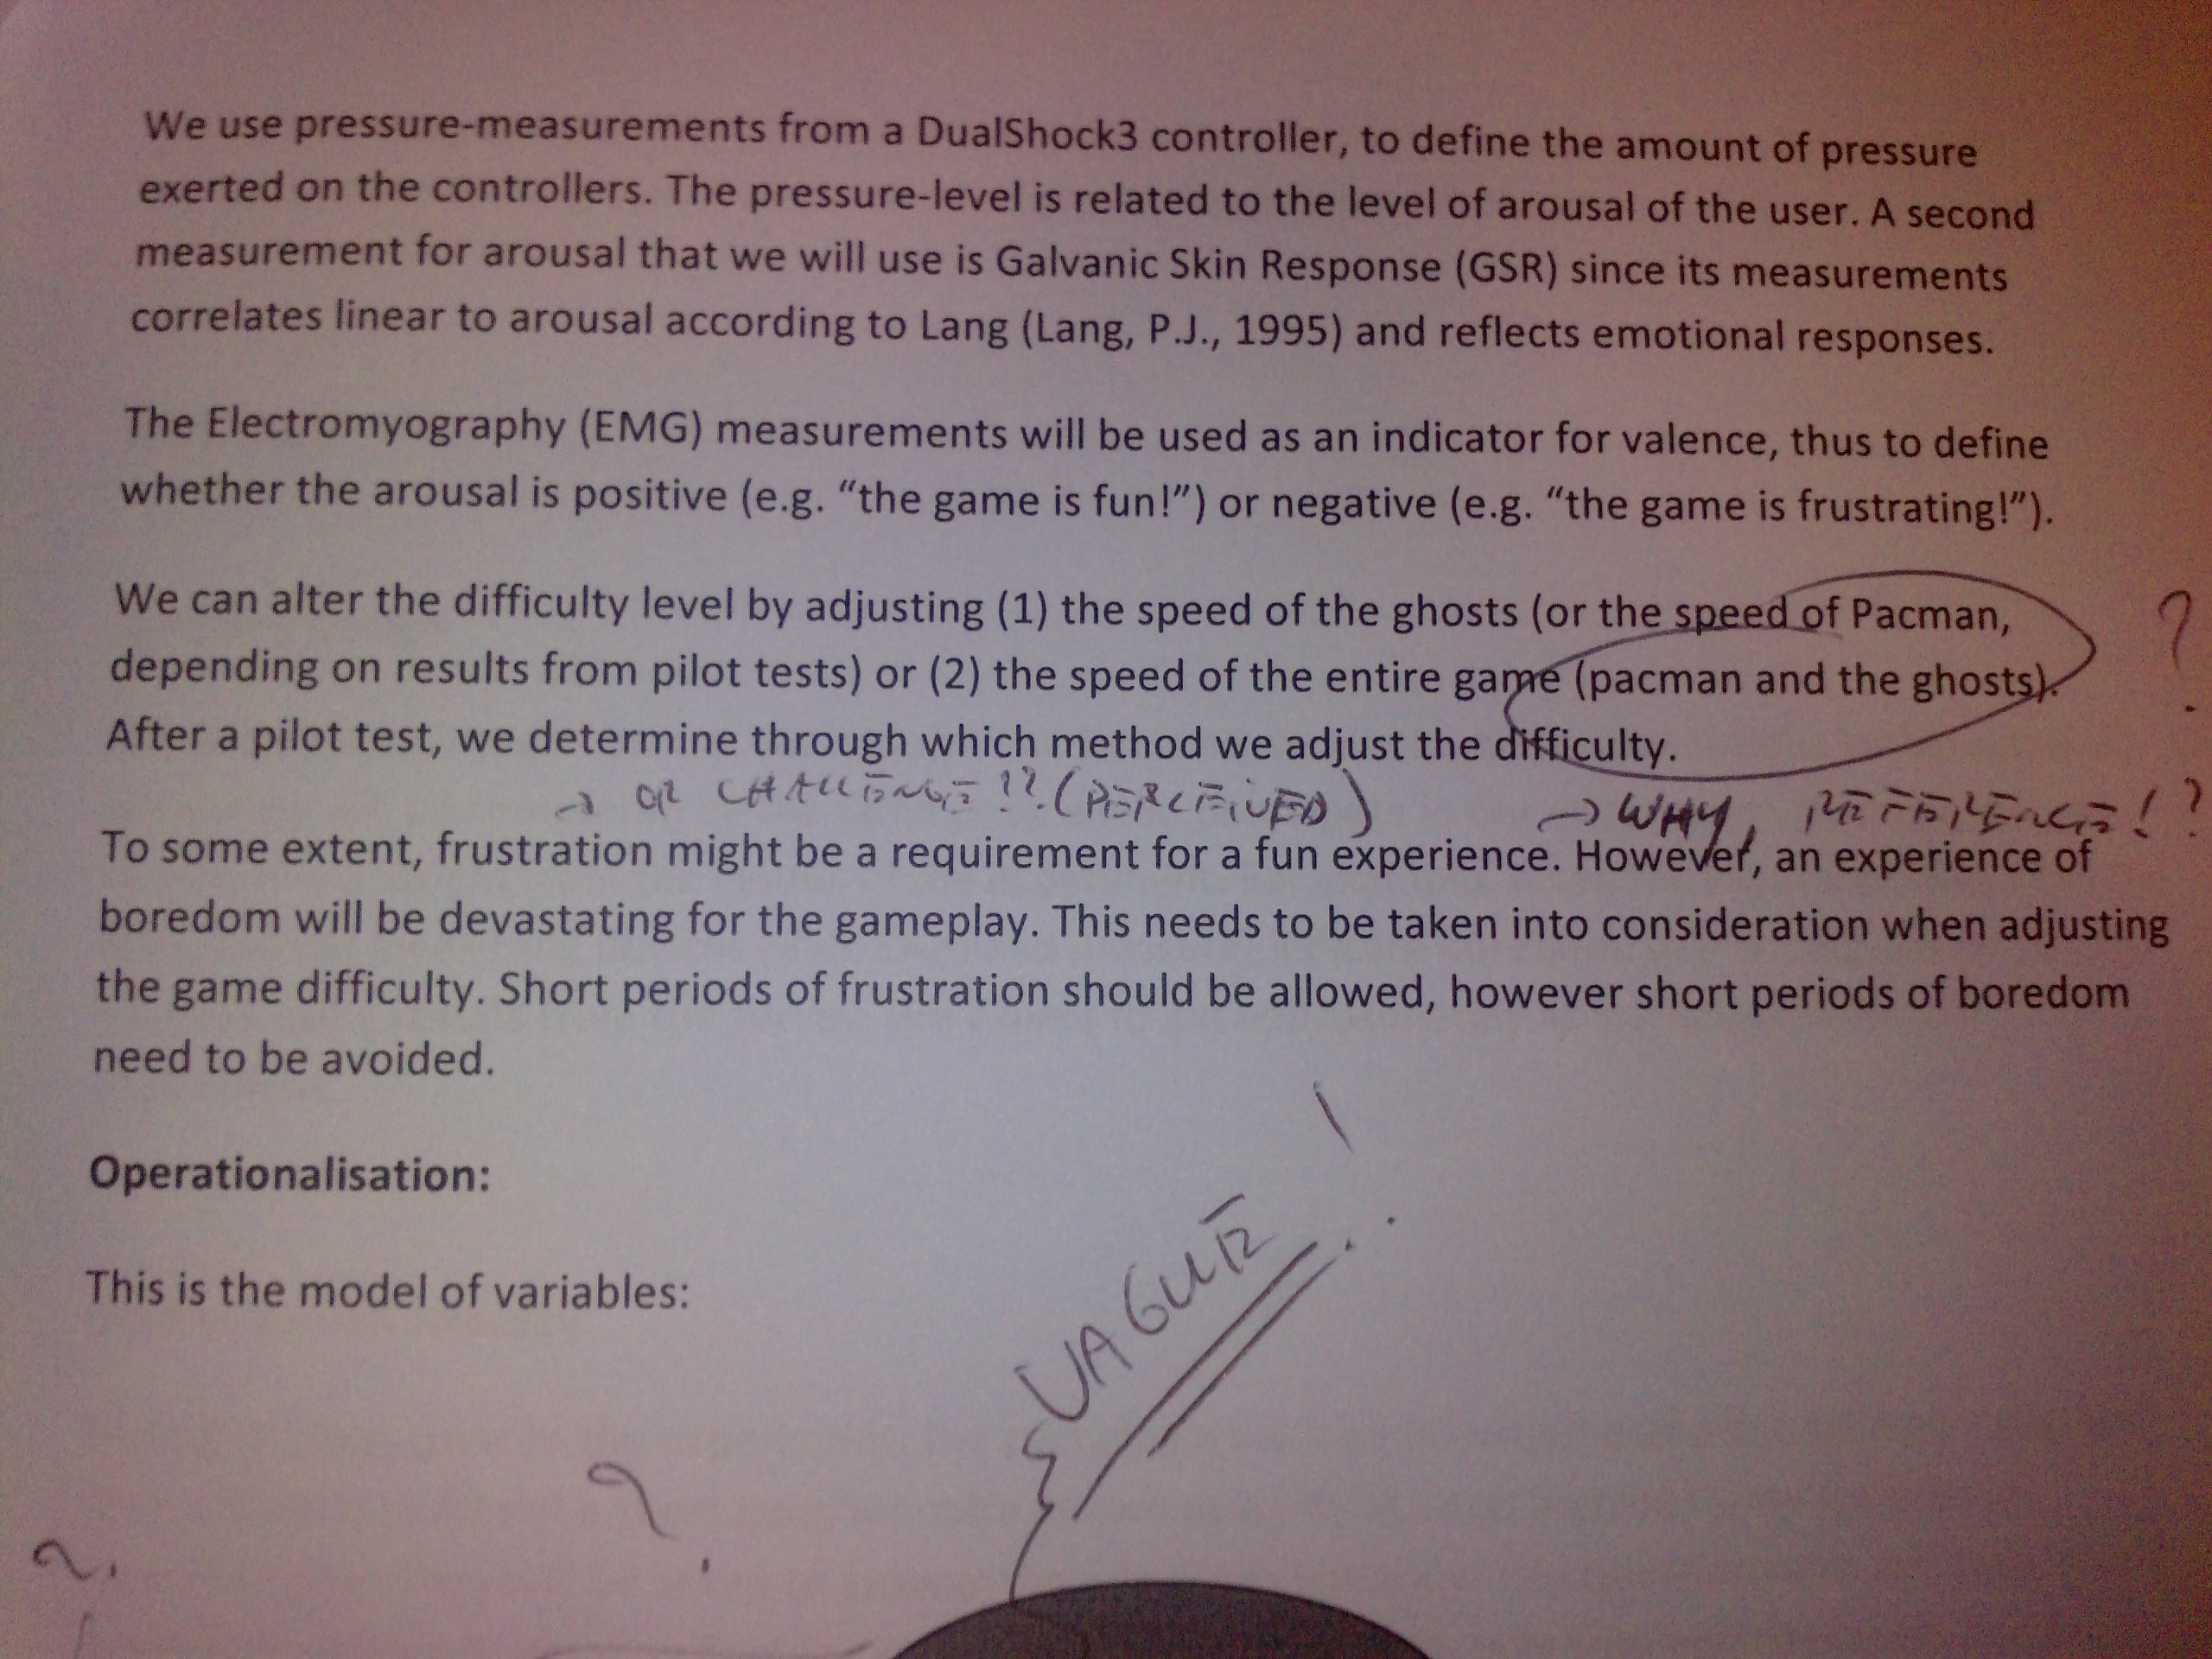 We use pressure-measurements from a DualShock3 controller, to define the amount of pressure
exerted on the controllers. The pressure-level is related to the level of arousal of the user. A second
measurement for arousal that we will use is Galvanic Skin Response (GSR) since its measurements
correlates linear to arousal according to Lang (Lang, P.J., 1995) and reflects emotional responses.
The Electromyography (EMG) measurements will be used as an indicator for valence, thus to define
whether the arousal is positive (e.g. “the game is fun!”) or negative (e.g. “the game is frustrating!”).
We can alter the difficulty level by adjusting (1) the speed of the ghosts (or the speed of Pacman,
?
depending on results from pilot tests) or (2) the speed of the entire game (pacman and the ghosts).
After a pilot test, we determine through which method we adjust the difficulty.
→ OR CHALLENGE!?. (PERCEIVED) → WHY, REFERENCE!?
To some extent, frustration might be a requirement for a fun experience. However, an experience of
boredom will be devastating for the gameplay. This needs to be taken into consideration when adjusting
the game difficulty. Short periods of frustration should be allowed, however short periods of boredom
need to be avoided.
Operationalisation:
This is the model of variables:
VAGUE!
?
?